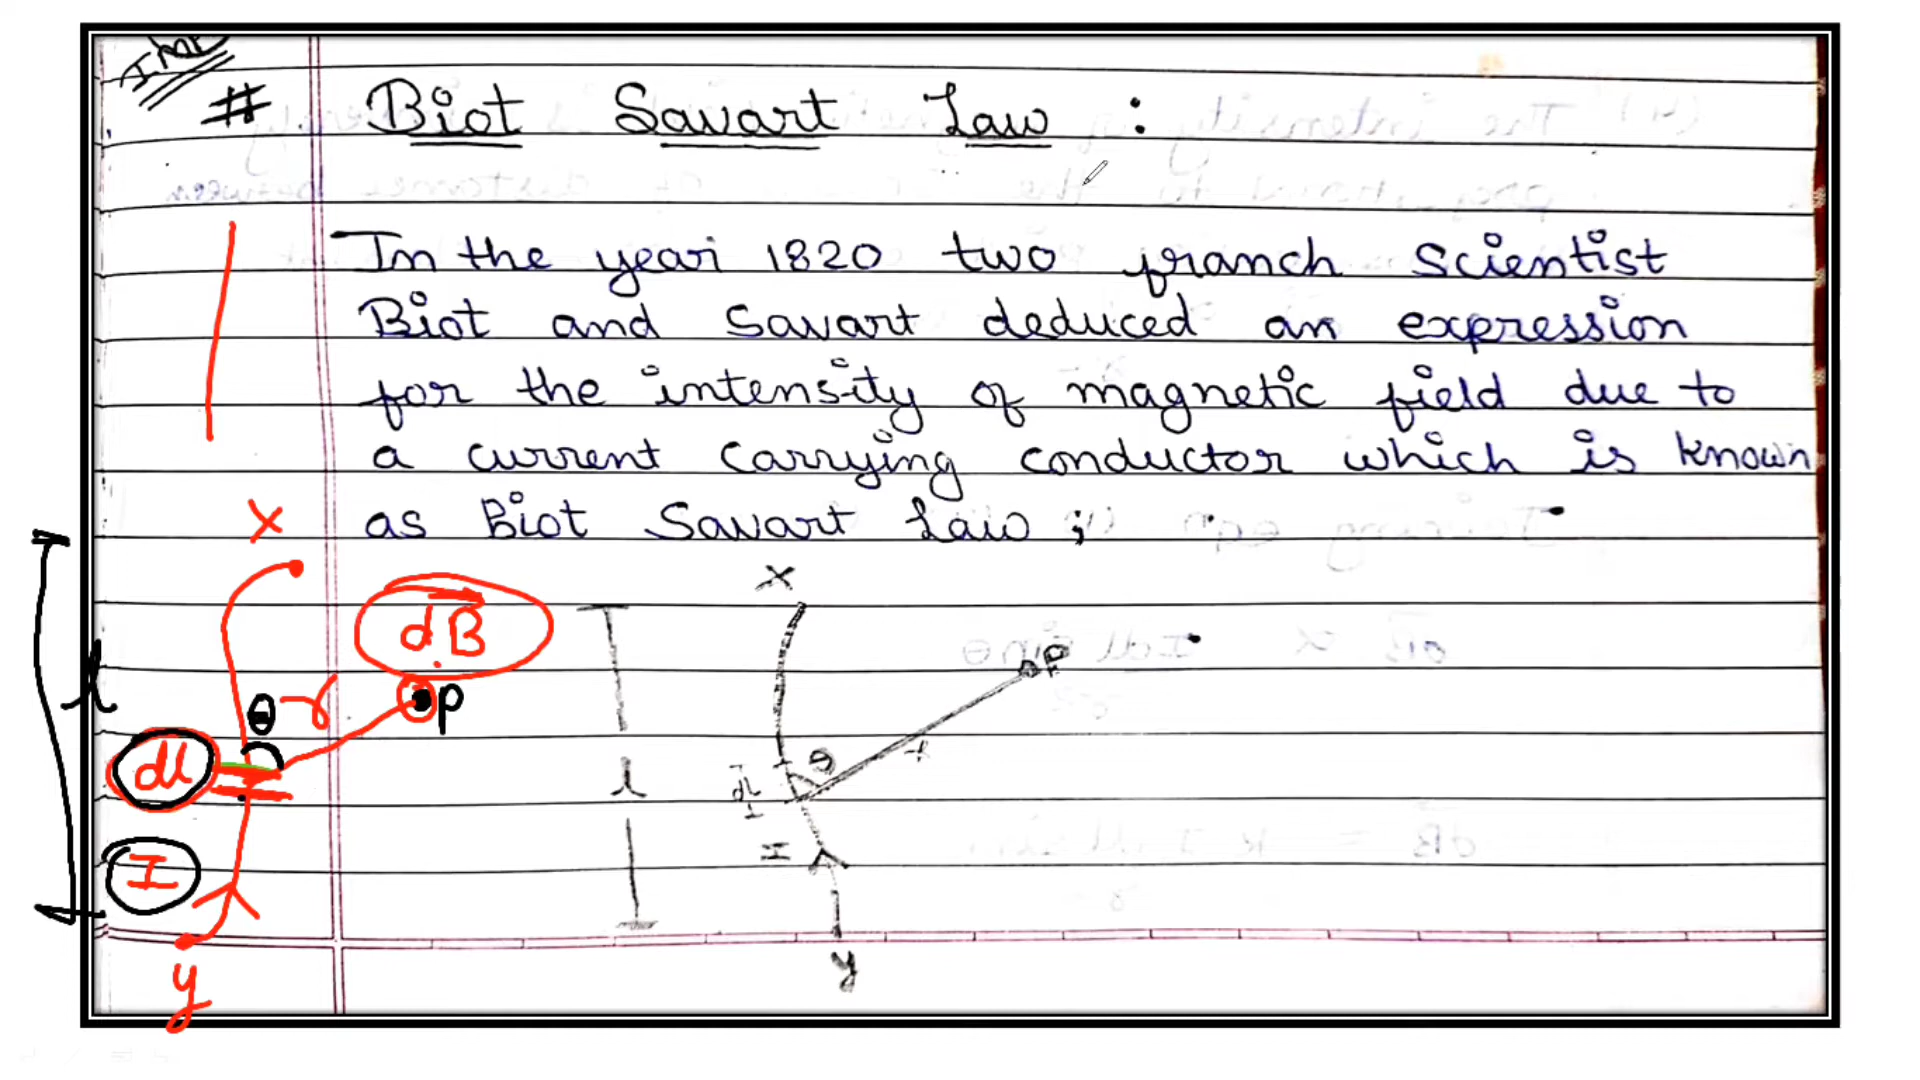 IMP
# Biot Savart Law :
In the year 1820 two franch scientist
Biot and Savart deduced an expression
for the intensity of magnetic field due to
a current carrying conductor which is known
as Biot Savart Law ;
X
dB
θ r
P
l
dl
I
y
X
P
θ
r
dl
l
I
y